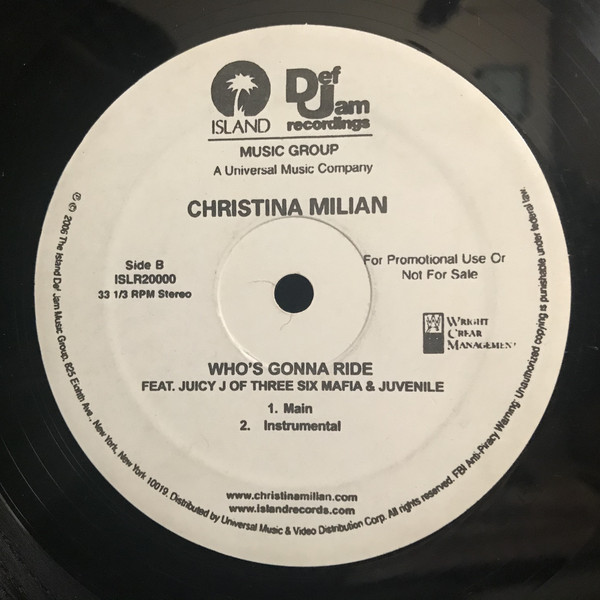 ISLAND
Def Jam recordings
MUSIC GROUP
A Universal Music Company
CHRISTINA MILIAN
Side B
ISLR20000
33 1/3 RPM Stereo
For Promotional Use Or
Not For Sale
WRIGHT
CREAR
MANAGEMENT
WHO'S GONNA RIDE
FEAT. JUICY J OF THREE SIX MAFIA & JUVENILE
1. Main
2. Instrumental
www.christinamilian.com
www.islandrecords.com
℗ © 2006 The Island Def Jam Music Group, 825 Eighth Ave., New York, New York 10019. Distributed by Universal Music & Video Distribution Corp. All rights reserved. FBI Anti-Piracy Warning: Unauthorized copying is punishable under federal law.